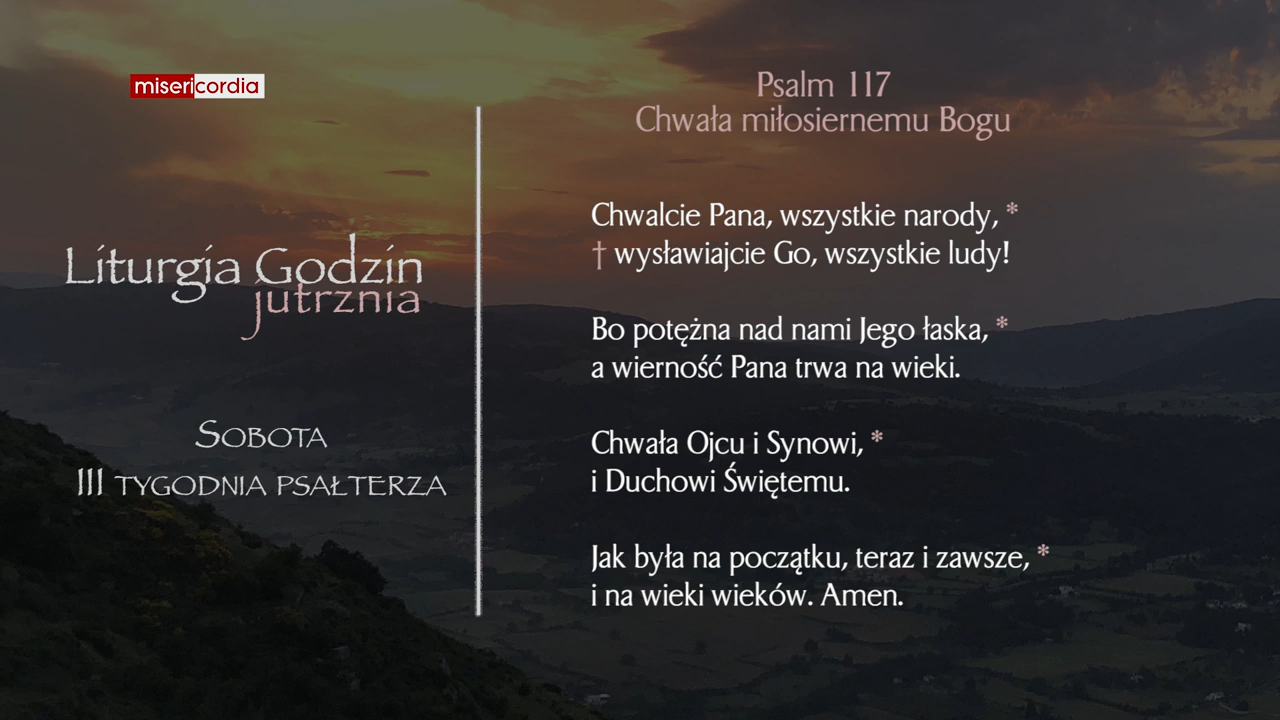 misericordia
Liturgia Godzin
jutrznia
Sobota
III tygodnia psałterza
Psalm 117
Chwała miłosiernemu Bogu
Chwalcie Pana, wszystkie narody, *
† wysławiajcie Go, wszystkie ludy!
Bo potężna nad nami Jego łaska, *
a wierność Pana trwa na wieki.
Chwała Ojcu i Synowi, *
i Duchowi Świętemu.
Jak była na początku, teraz i zawsze, *
i na wieki wieków. Amen.